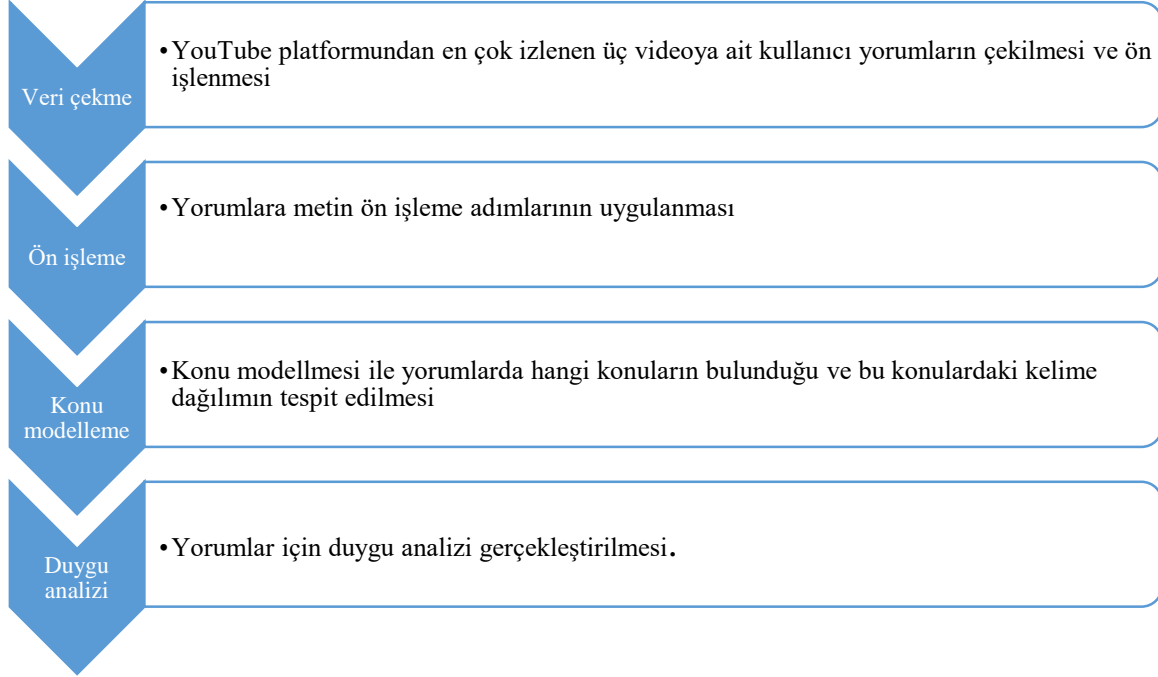 Veri çekme
•YouTube platformundan en çok izlenen üç videoya ait kullanıcı yorumların çekilmesi ve ön
işlenmesi
Ön işleme
•Yorumlara metin ön işleme adımlarının uygulanması
Konu
modelleme
•Konu modellmesi ile yorumlarda hangi konuların bulunduğu ve bu konulardaki kelime
dağılımın tespit edilmesi
Duygu
analizi
•Yorumlar için duygu analizi gerçekleştirilmesi.